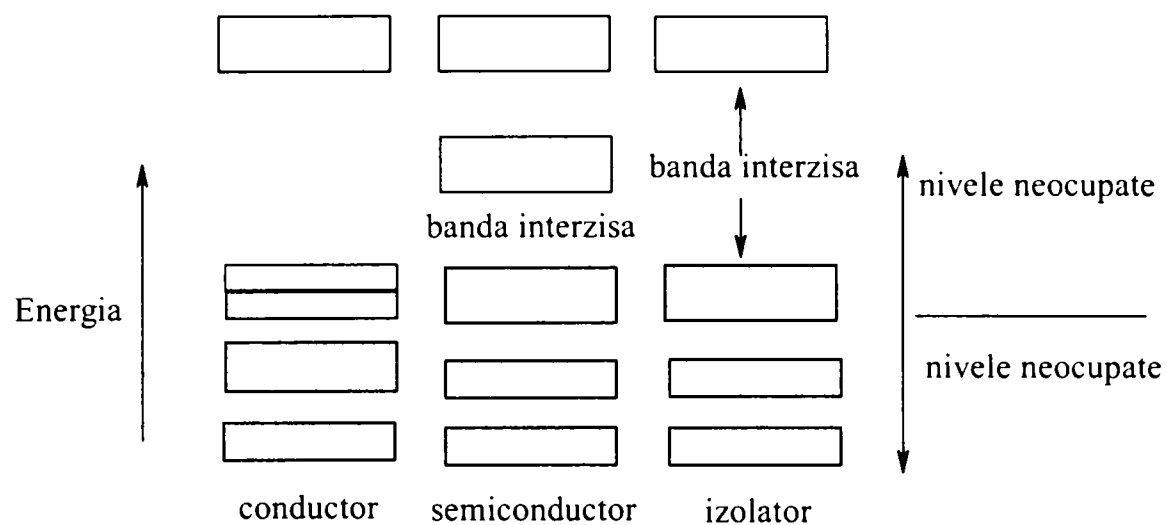 banda interzisa
nivele neocupate
banda interzisa
Energia
nivele neocupate
conductor semiconductor izolator